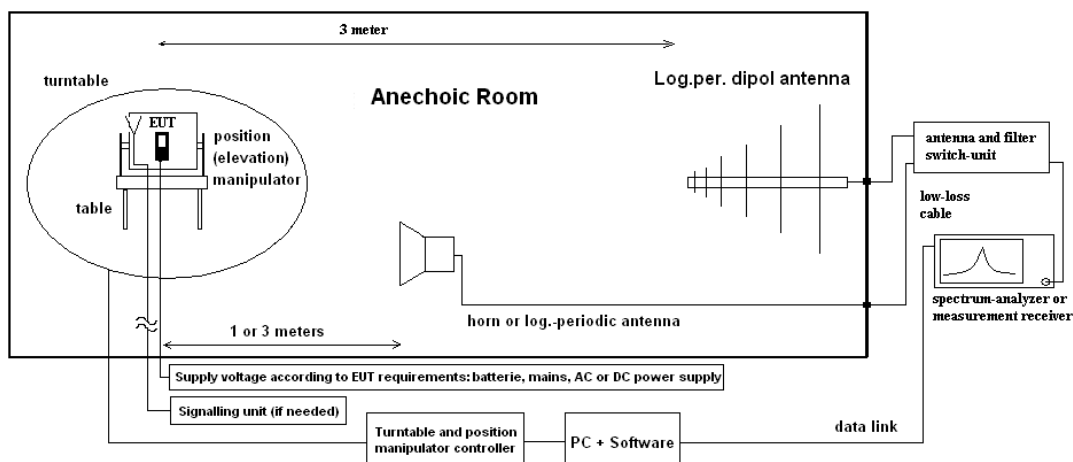 3 meter
turntable
Log.per. dipol antenna
Anechoic Room
EUT
position
(elevation)
manipulator
table
antenna and filter
switch-unit
low-loss
cable
spectrum-analyzer or
measurement receiver
horn or log.-periodic antenna
1 or 3 meters
Supply voltage according to EUT requirements: batterie, mains, AC or DC power supply
Signalling unit (if needed)
Turntable and position
manipulator controller
PC + Software
data link